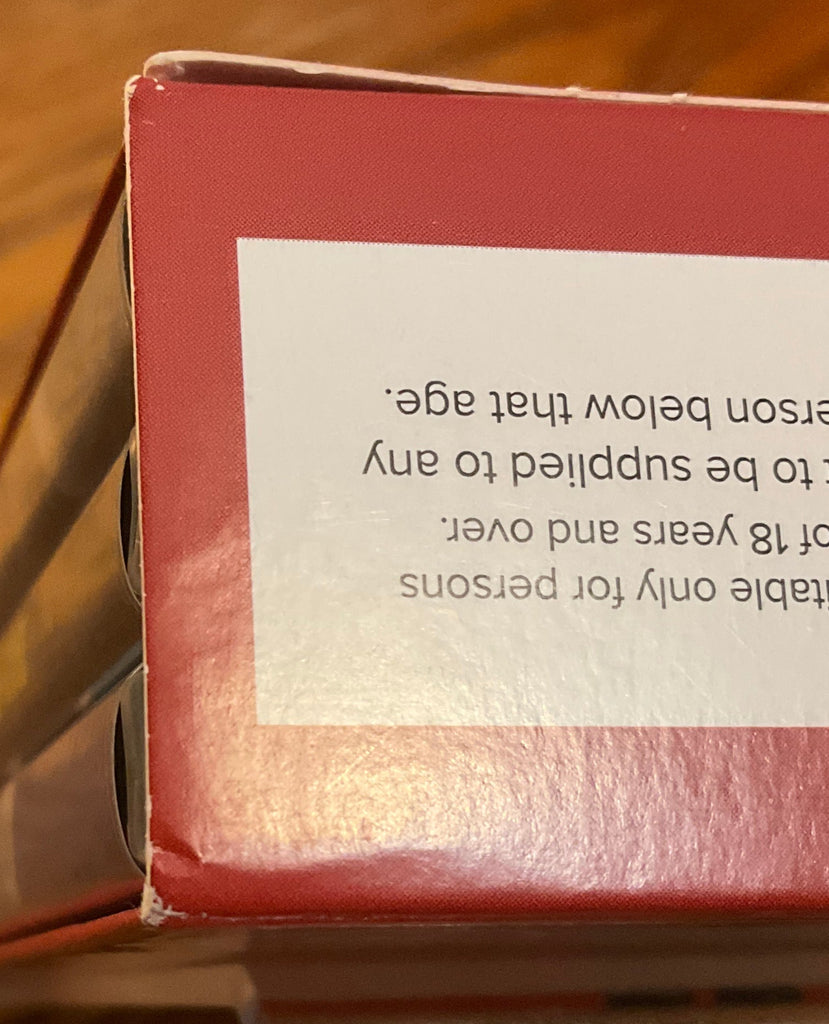 itable only for persons
of 18 years and over.
t to be supplied to any
erson below that age.